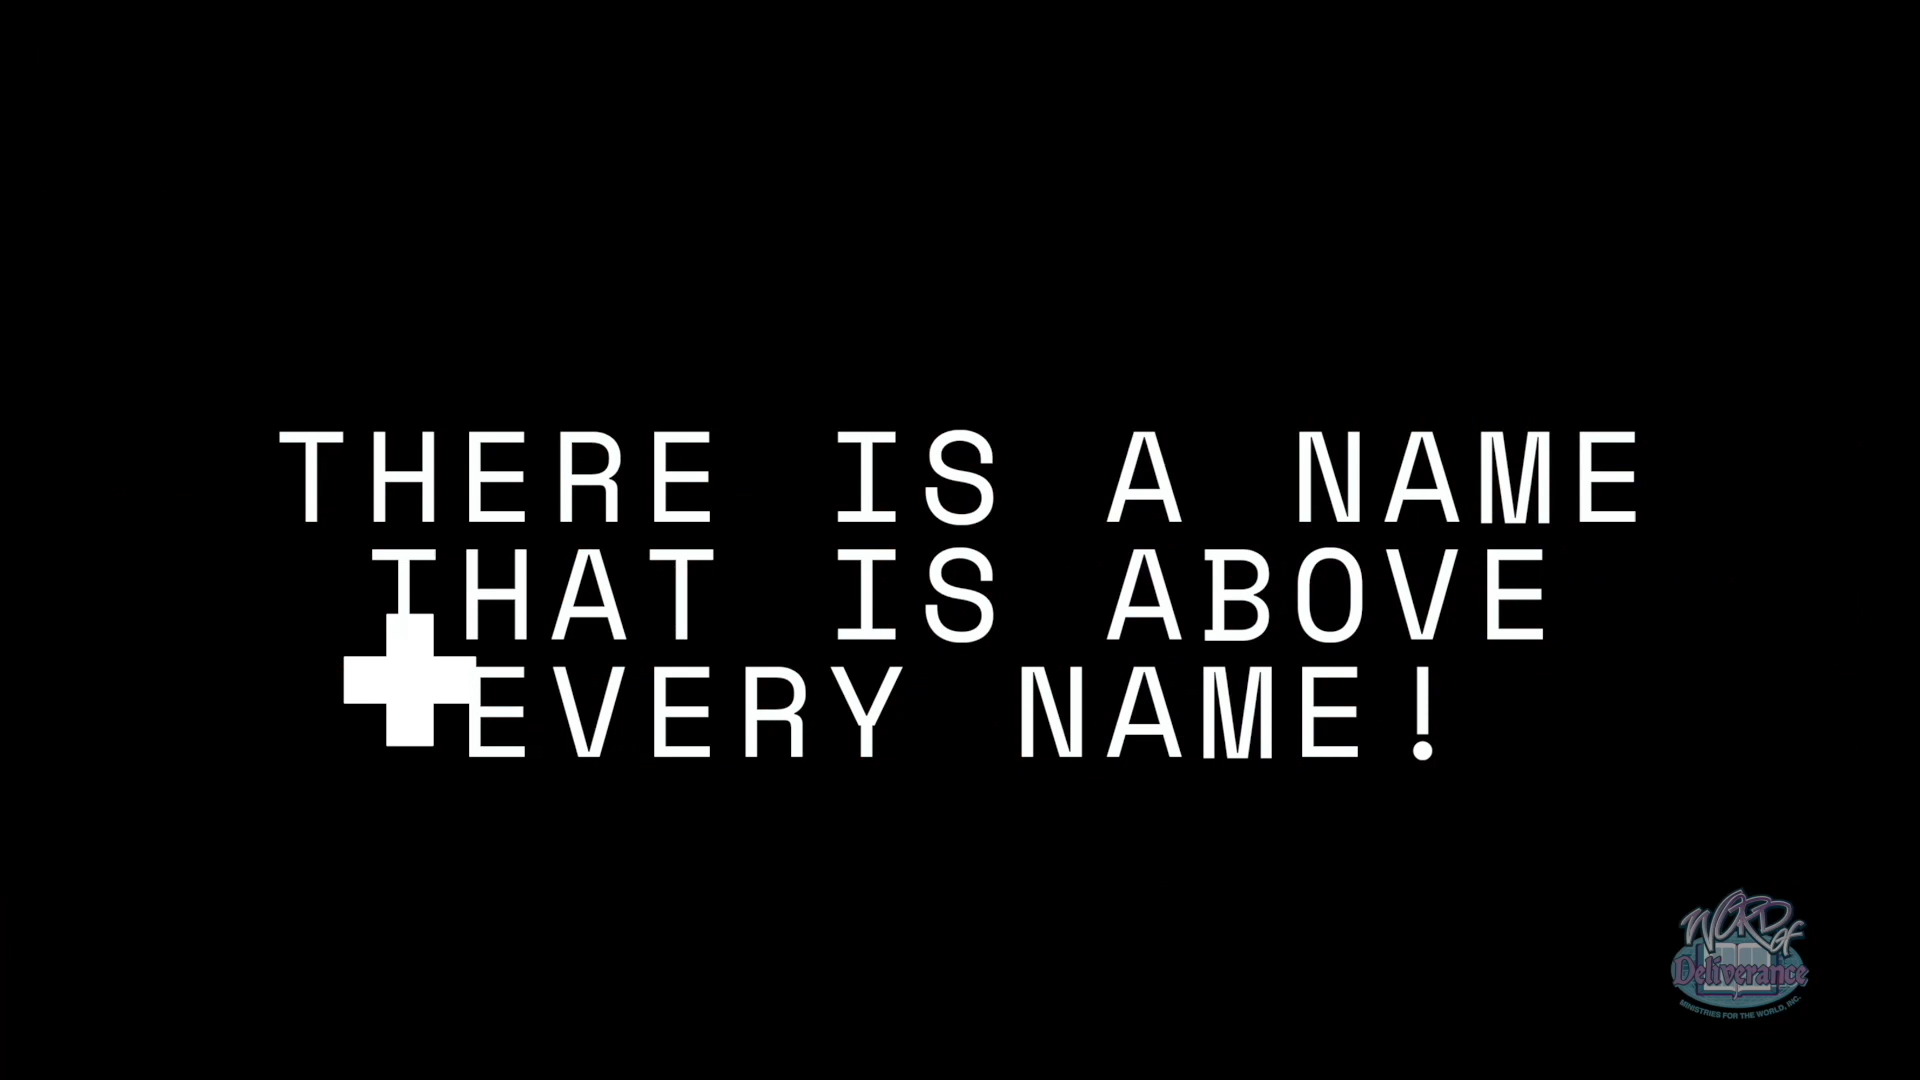 THERE IS A NAME
THAT IS ABOVE
EVERY NAME!
WORD of
Deliverance
MINISTRIES FOR THE WORLD, INC.